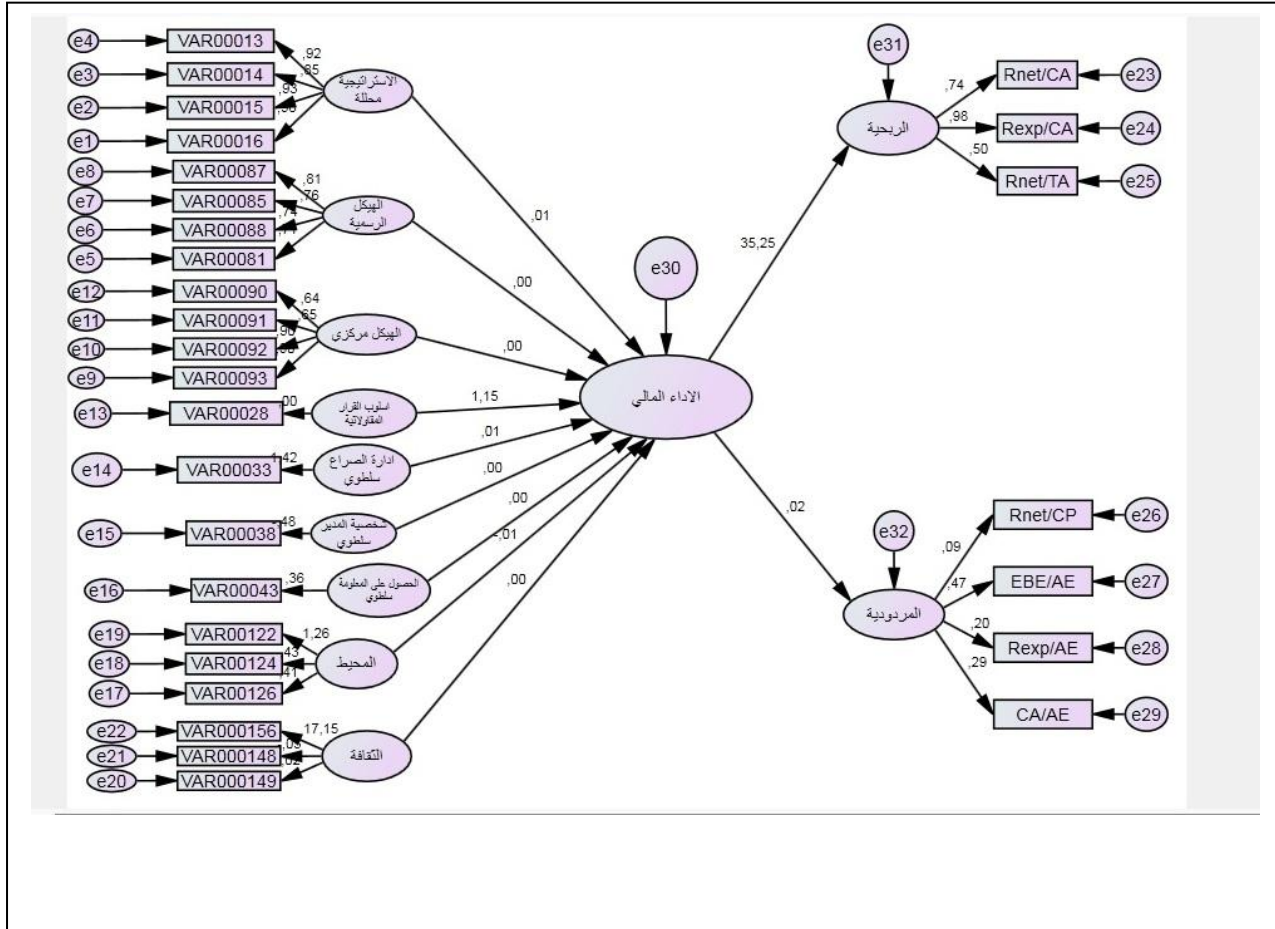 e4
VAR00013
,92
e3
VAR00014
,85
e2
VAR00015
,93
e1
VAR00016
الاستراتيجية
محللة
e8
VAR00087
,81
e7
VAR00085
,76
e6
VAR00088
,74
e5
VAR00081
الهيكل
الرسمية
e12
VAR00090
,64
e11
VAR00091
,65
e10
VAR00092
,90
e9
VAR00093
الهيكل مركزي
e13
VAR00028
,00
اسلوب القرار
المقاولاتية
e14
VAR00033
1,42
ادارة الصراع
سلطوي
e15
VAR00038
شخصية المدير
سلطوي
e16
VAR00043
,36
الحصول على المعلومة
سلطوي
e19
VAR00122
1,26
e18
VAR00124
,43
e17
VAR00126
,41
المحيط
e22
VAR000156
17,15
e21
VAR000148
e20
VAR000149
الثقافة
,01
,00
,00
1,15
,01
,00
,00
-,01
,00
e30
الاداء المالي
35,25
,02
e31
الربحية
,74
Rnet/CA
e23
,98
Rexp/CA
e24
,50
Rnet/TA
e25
e32
المردودية
,09
Rnet/CP
e26
,47
EBE/AE
e27
,20
Rexp/AE
e28
,29
CA/AE
e29